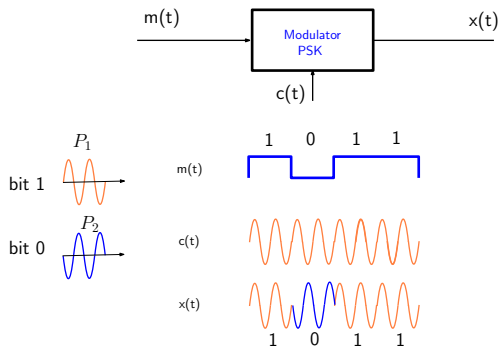 m(t)
Modulator
PSK
x(t)
c(t)
P₁
bit 1
P₂
bit 0
1 0 1 1
m(t)
c(t)
x(t)
1 0 1 1